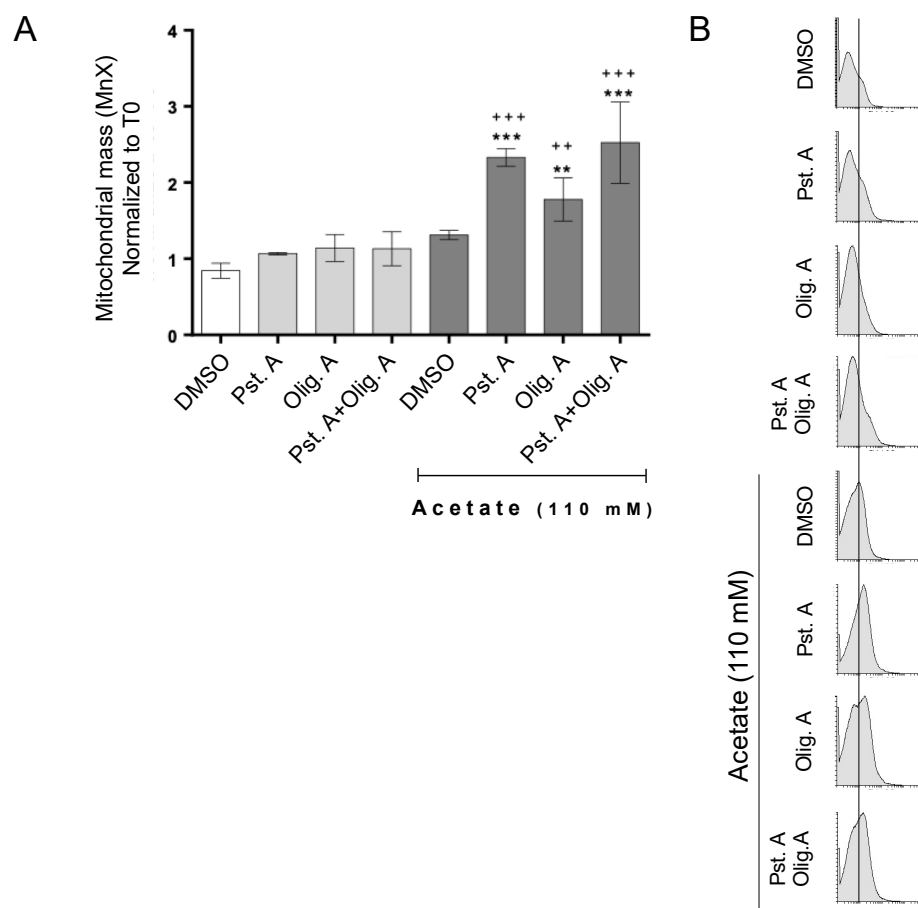 A
Mitochondrial mass (MnX)
Normalized to T0
4
3
2
1
0
+++
***
++
**
+++
***
DMSO
Pst. A
Olig. A
Pst. A+Olig. A
DMSO
Pst. A
Olig. A
Pst. A+Olig. A
Acetate (110 mM)
B
DMSO
Pst. A
Olig. A
Pst. A
Olig. A
Acetate (110 mM)
DMSO
Pst. A
Olig. A
Pst. A
Olig.A